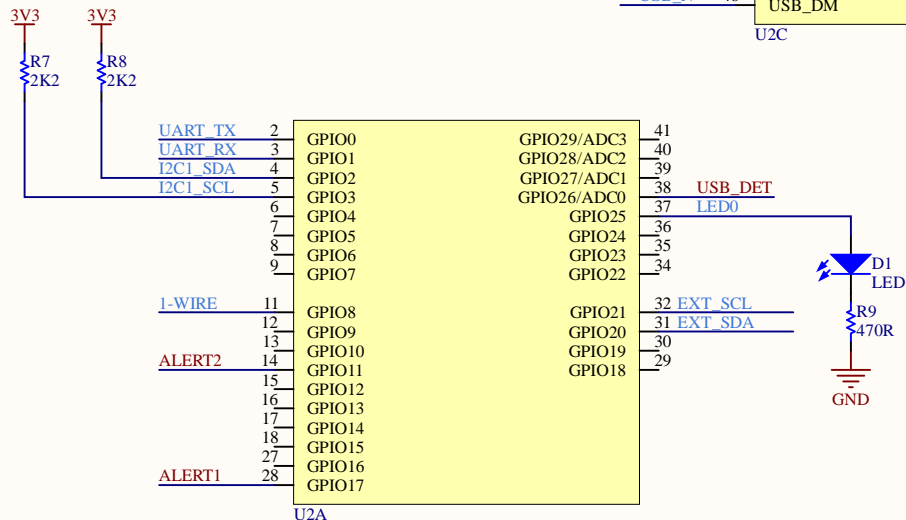 USB_DM
U2C
3V3 3V3
R7 R8
2K2 2K2
UART_TX 2 GPIO0 GPIO29/ADC3 41
UART_RX 3 GPIO1 GPIO28/ADC2 40
I2C1_SDA 4 GPIO2 GPIO27/ADC1 39
I2C1_SCL 5 GPIO3 GPIO26/ADC0 38 USB_DET
6 GPIO4 GPIO25 37 LED0
7 GPIO5 GPIO24 36
8 GPIO6 GPIO23 35
9 GPIO7 GPIO22 34
D1
LED
1-WIRE 11 GPIO8 GPIO21 32 EXT_SCL
12 GPIO9 GPIO20 31 EXT_SDA
R9
470R
13 GPIO10 GPIO19 30
ALERT2 14 GPIO11 GPIO18 29
15 GPIO12
GND
16 GPIO13
17 GPIO14
18 GPIO15
27 GPIO16
ALERT1 28 GPIO17
U2A